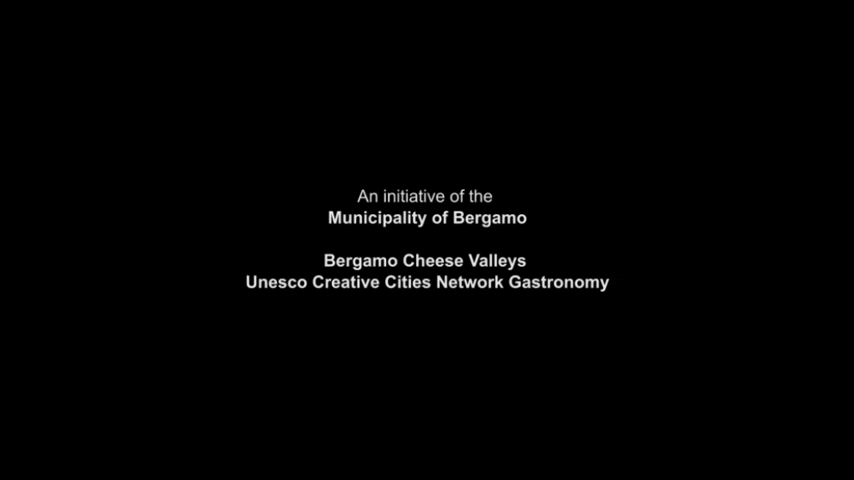 An initiative of the
Municipality of Bergamo
Bergamo Cheese Valleys
Unesco Creative Cities Network Gastronomy